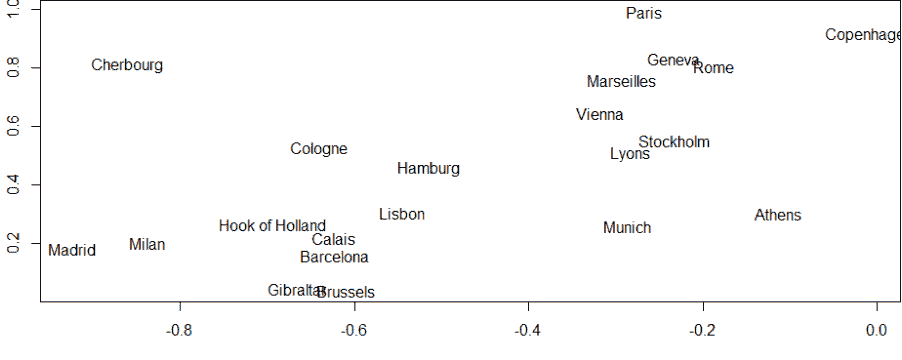 1.0
Paris
Copenhage
Geneva
Rome
Cherbourg
0.8
Marseilles
Vienna
0.6
Stockholm
Cologne
Lyons
Hamburg
0.4
Lisbon
Athens
Hook of Holland
Munich
Calais
Milan
0.2
Madrid
Barcelona
Gibraltar
Brussels
-0.8
-0.6
-0.4
-0.2
0.0